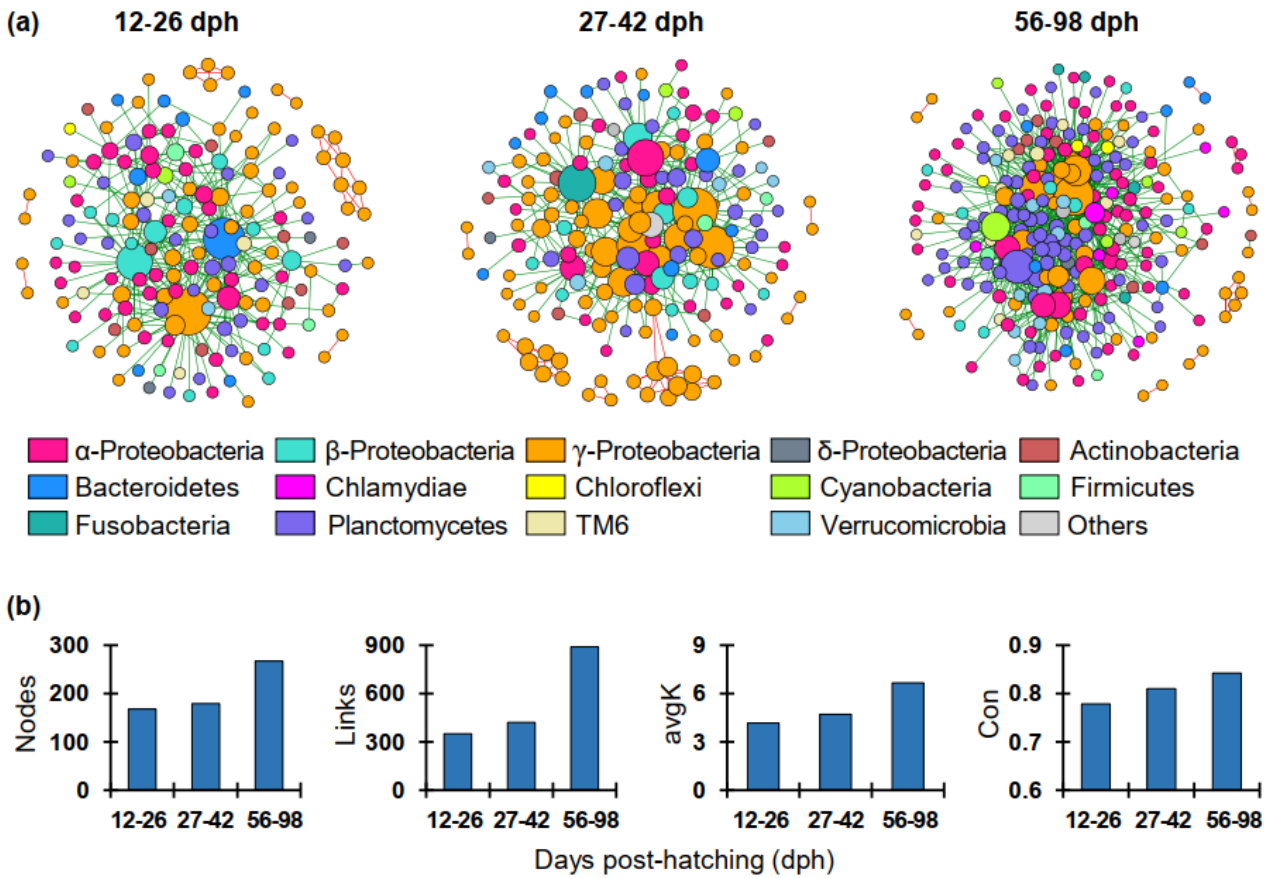 (a)
12-26 dph
27-42 dph
56-98 dph
α-Proteobacteria
β-Proteobacteria
γ-Proteobacteria
δ-Proteobacteria
Actinobacteria
Bacteroidetes
Chlamydiae
Chloroflexi
Cyanobacteria
Firmicutes
Fusobacteria
Planctomycetes
TM6
Verrucomicrobia
Others
(b)
Nodes
300
200
100
0
12-26 27-42 56-98
Links
900
600
300
0
12-26 27-42 56-98
avgK
9
6
3
0
12-26 27-42 56-98
Con
0.9
0.8
0.7
0.6
12-26 27-42 56-98
Days post-hatching (dph)